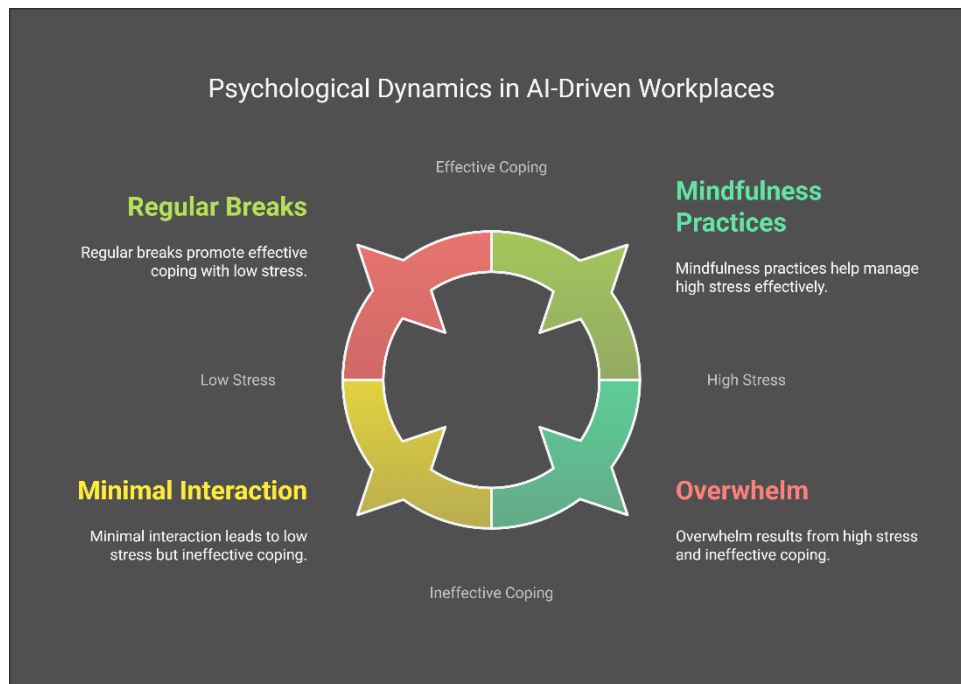 Psychological Dynamics in AI-Driven Workplaces
Effective Coping
Regular Breaks
Regular breaks promote effective
coping with low stress.
Mindfulness
Practices
Mindfulness practices help manage
high stress effectively.
Low Stress
High Stress
Minimal Interaction
Minimal interaction leads to low
stress but ineffective coping.
Overwhelm
Overwhelm results from high stress
and ineffective coping.
Ineffective Coping